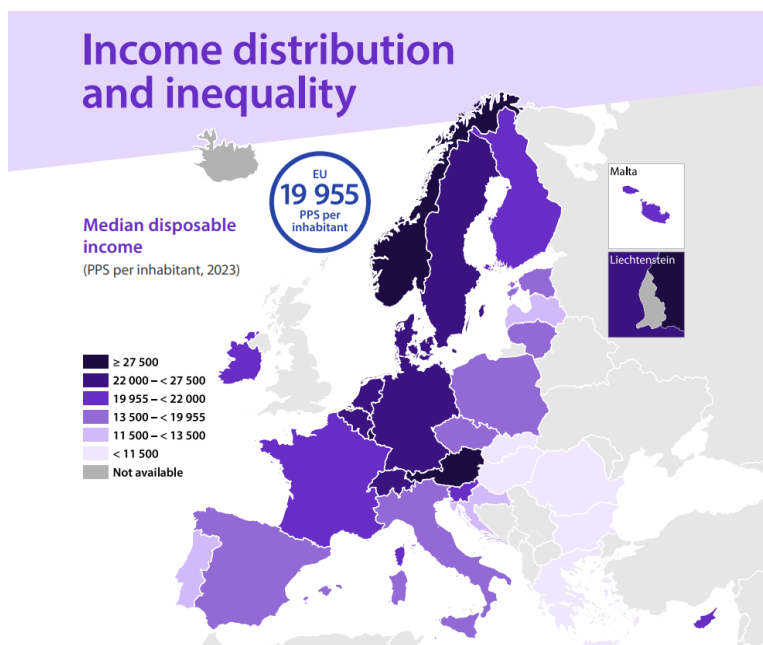 Income distribution
and inequality
EU
19 955
PPS per
inhabitant
Median disposable
income
(PPS per inhabitant, 2023)
Malta
Liechtenstein
≥ 27 500
22 000 – < 27 500
19 955 – < 22 000
13 500 – < 19 955
11 500 – < 13 500
< 11 500
Not available